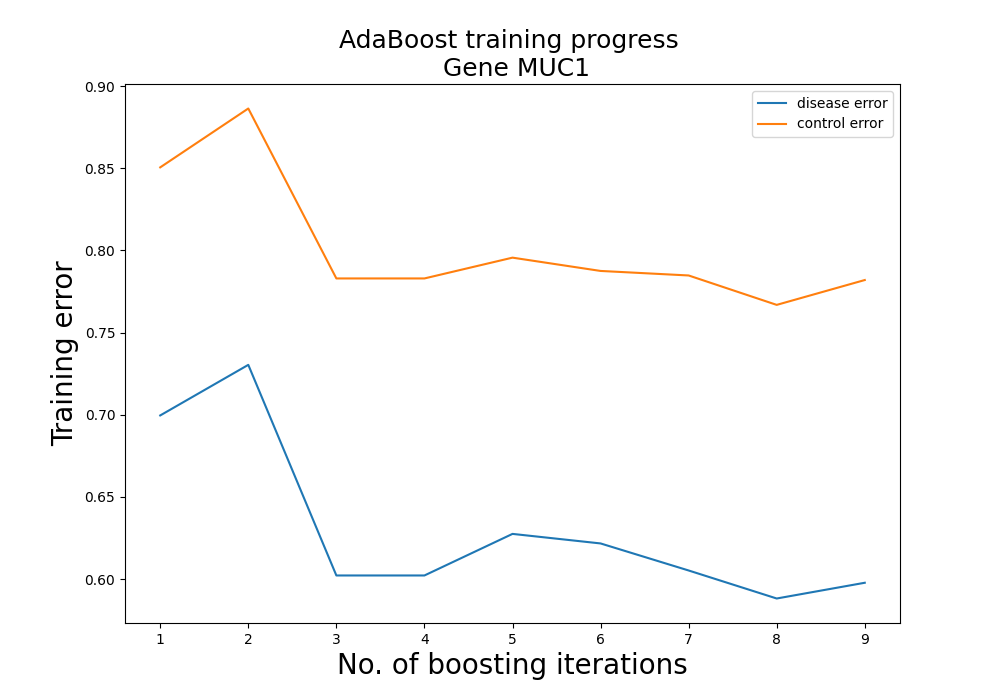 AdaBoost training progress
Gene MUC1
disease error
control error
0.90
0.85
0.80
0.75
0.70
0.65
0.60
Training error
1 2 3 4 5 6 7 8 9
No. of boosting iterations